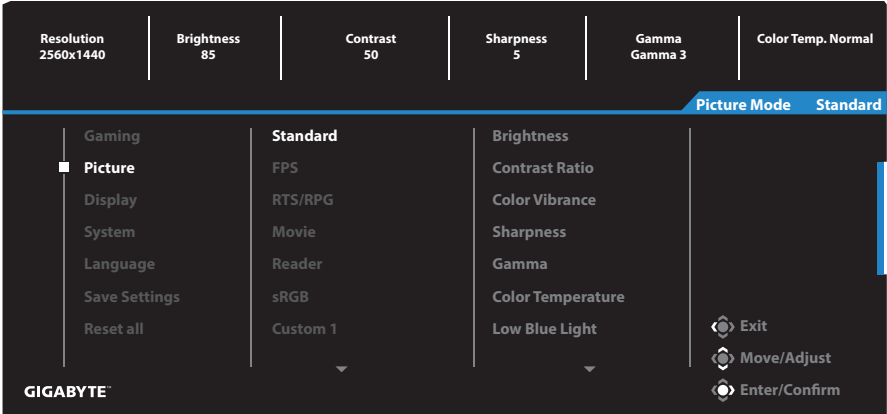 Resolution
2560x1440
Brightness
85
Contrast
50
Sharpness
5
Gamma
Gamma 3
Color Temp. Normal
Picture Mode Standard
Gaming
Picture
Display
System
Language
Save Settings
Reset all
Standard
FPS
RTS/RPG
Movie
Reader
sRGB
Custom 1
Brightness
Contrast Ratio
Color Vibrance
Sharpness
Gamma
Color Temperature
Low Blue Light
Exit
Move/Adjust
Enter/Confirm
GIGABYTE™